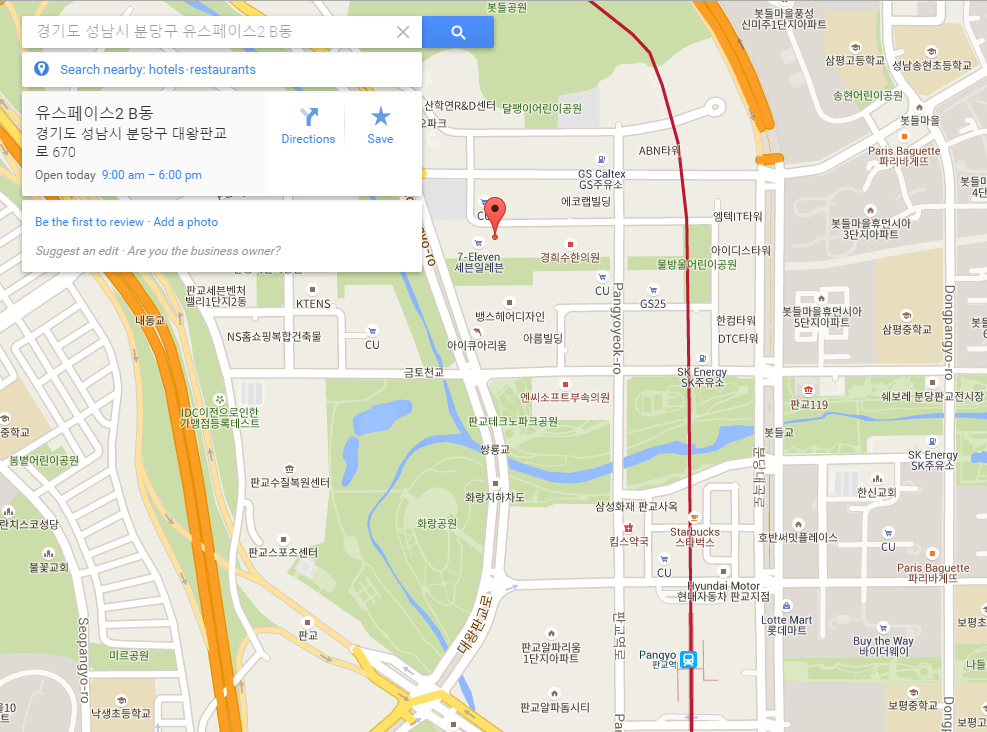 경기도 성남시 분당구 유스페이스2 B동
Search nearby: hotels·restaurants
유스페이스2 B동
경기도 성남시 분당구 대왕판교
로 670
Open today 9:00 am – 6:00 pm
Directions
Save
Be the first to review · Add a photo
Suggest an edit · Are you the business owner?
봇들공원
봇들마을풍성
신미주1단지아파트
삼평고등학교
성남송현초등학교
송현어린이공원
산학연R&D센터
달팽이어린이공원
오파크
봇들마을
ABN타워
Paris Baguette
파리바게뜨
GS Caltex
GS주유소
에코랩빌딩
CU
엠텍IT타워
봇들마을휴먼시아
3단지아파트
7-Eleven
세븐일레븐
경희수한의원
아이디스타워
물방울어린이공원
CU
GS25
판교세븐벤처
밸리1단지2동
KTENS
내동교
NS홈쇼핑복합건축물
CU
뱅스헤어디자인
아이큐아리움
아름빌딩
Pangyoyeok-ro
한컴타워
DTC타워
봇들마을휴먼시아
5단지아파트
삼평중학교
Dongpangyo-ro
금토천교
SK Energy
SK주유소
엔씨소프트부속의원
판교119
쉐보레 분당판교전시장
IDC이전으로인한
가맹점등록테스트
판교테크노파크공원
쌍룡교
봇들교
중학교
봄볕어린이공원
분당내곡로
SK Energy
SK주유소
판교수질복원센터
화랑지하차도
삼성화재 판교사옥
한신교회
란치스코성당
화랑공원
킴스약국
Starbucks
스타벅스
호반써밋플레이스
CU
불꽃교회
판교스포츠센터
CU
Hyundai Motor
현대자동차 판교지점
Paris Baguette
파리바게뜨
Lotte Mart
롯데마트
Seopangyo-ro
판교
대왕판교로
판교역로
판교알파리움
1단지아파트
Pangyo
판교역
Buy the Way
바이더웨이
미르공원
낙생초등학교
판교알파돔시티
보평중학교